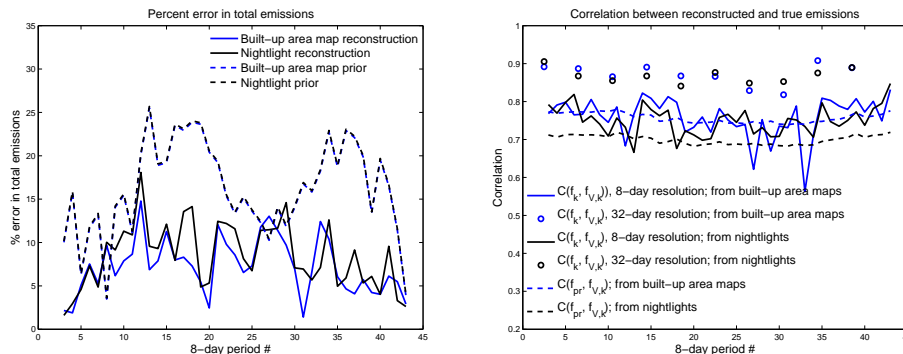 Percent error in total emissions
% error in total emissions
35
30
25
20
15
10
5
0
Built-up area map reconstruction
Nightlight reconstruction
Built-up area map prior
Nightlight prior
0 5 10 15 20 25 30 35 40 45
8-day period #
Correlation between reconstructed and true emissions
Correlation
1
0.9
0.8
0.7
0.6
0.5
0.4
0.3
0.2
C(f_k, f_V,k)), 8-day resolution; from built-up area maps
C(f_k, f_V,k), 32-day resolution; from built-up area maps
C(f_k, f_V,k), 8-day resolution; from nightlights
C(f_k, f_V,k), 32-day resolution; from nightlights
C(f_pr, f_V,k); from built-up area maps
C(f_pr, f_V,k); from nightlights
0 5 10 15 20 25 30 35 40
8-day period #